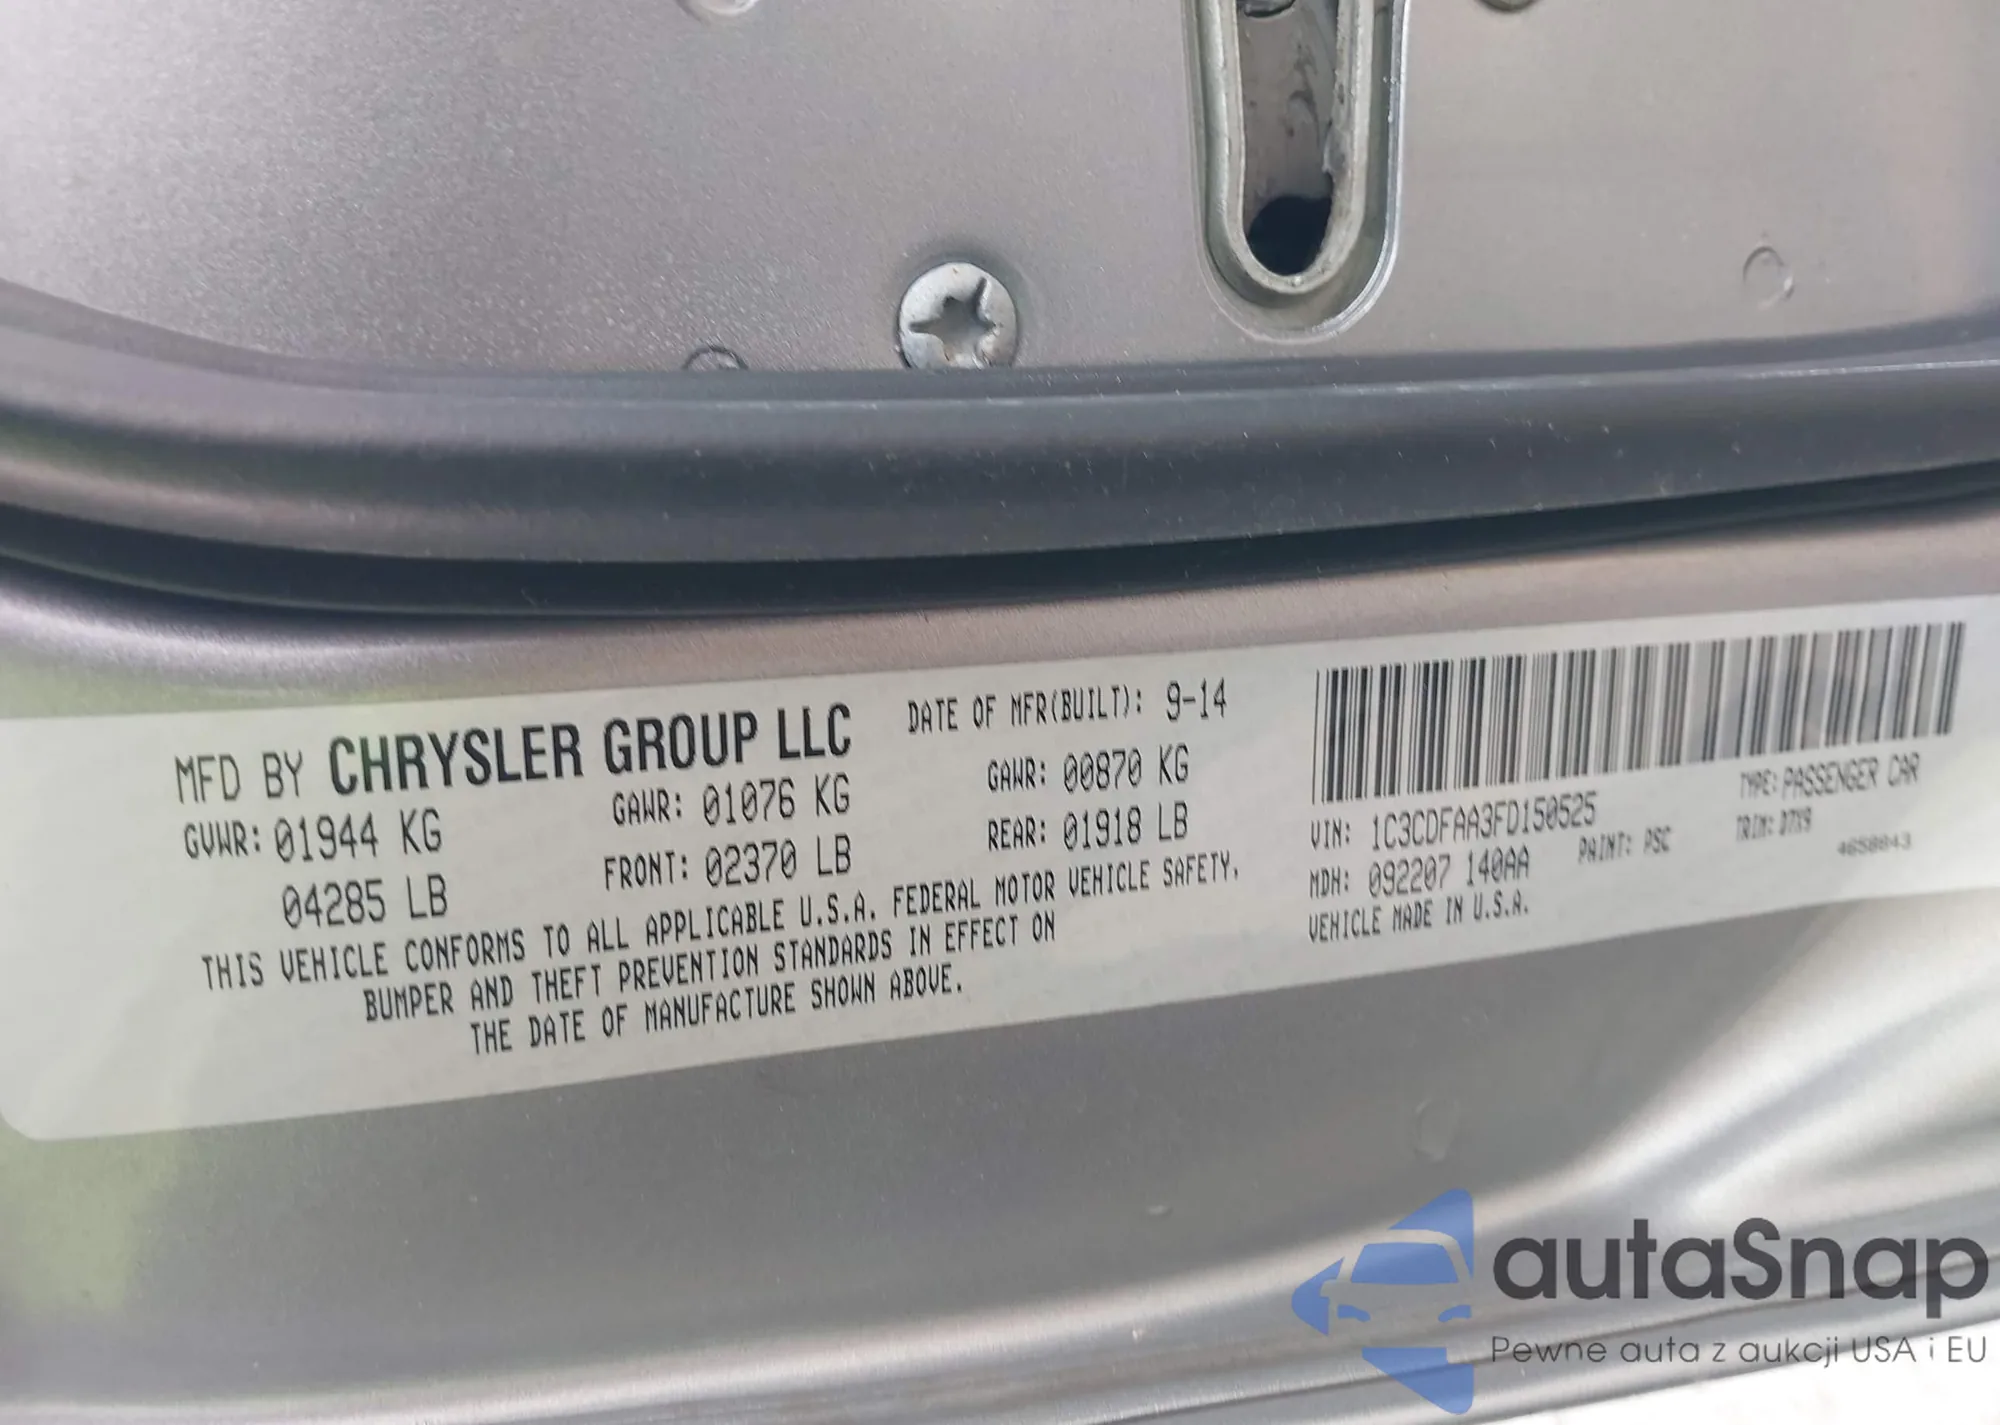 MFD BY CHRYSLER GROUP LLC DATE OF MFR(BUILT): 9-14
GVWR: 01944 KG GAWR: 01076 KG GAWR: 00870 KG
04285 LB FRONT: 02370 LB REAR: 01918 LB
THIS VEHICLE CONFORMS TO ALL APPLICABLE U.S.A. FEDERAL MOTOR VEHICLE SAFETY,
BUMPER AND THEFT PREVENTION STANDARDS IN EFFECT ON
THE DATE OF MANUFACTURE SHOWN ABOVE.
VIN: 1C3CDFAA3FD150525 TYPE: PASSENGER CAR
MDH: 092207 140AA PAINT: PSC TRIM: D7X9
VEHICLE MADE IN U.S.A. 4658843
autaSnap
Pewne auta z aukcji USA i EU